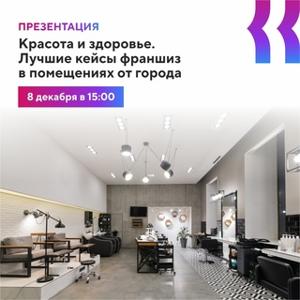 ПРЕЗЕНТАЦИЯ
Красота и здоровье.
Лучшие кейсы франшиз
в помещениях от города
8 декабря в 15:00